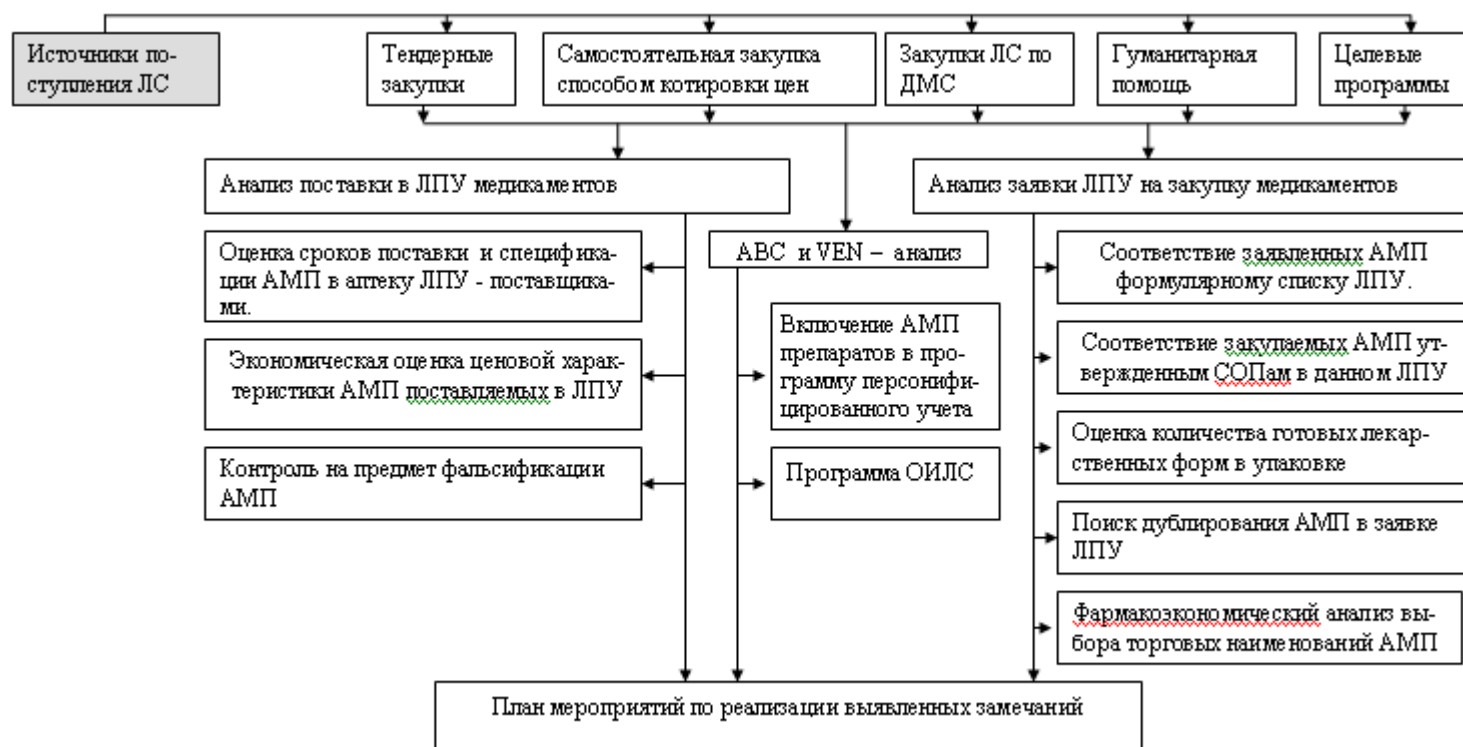 Источники по-
ступления ЛС
Тендерные
закупки
Самостоятельная закупка
способом котировки цен
Закупки ЛС по
ДМС
Гуманитарная
помощь
Целевые
программы
Анализ поставки в ЛПУ медикаментов
Анализ заявки ЛПУ на закупку медикаментов
Оценка сроков поставки и специфика-
ции АМП в аптеку ЛПУ - поставщика-
ми.
Экономическая оценка ценовой харак-
теристики АМП поставляемых в ЛПУ
Контроль на предмет фальсификации
АМП
АВС и VEN – анализ
Включение АМП
препаратов в про-
грамму персонифи-
цированного учета
Программа ОИЛС
Соответствие заявленных АМП
формулярному списку ЛПУ.
Соответствие закупаемых АМП ут-
вержденным СОПам в данном ЛПУ
Оценка количества готовых лекар-
ственных форм в упаковке
Поиск дублирования АМП в заявке
ЛПУ
Фармакоэкономический анализ вы-
бора торговых наименований АМП
План мероприятий по реализации выявленных замечаний